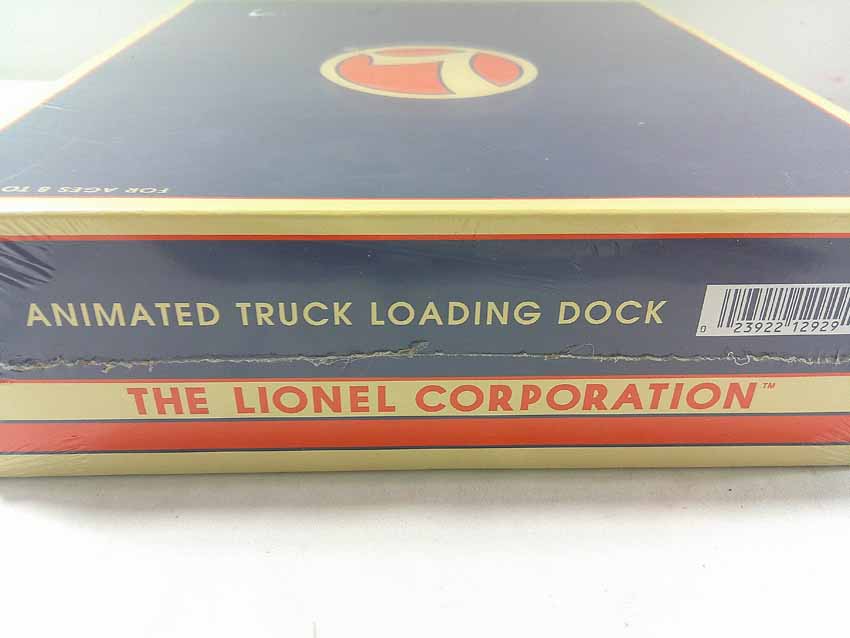 FOR AGES 8 TO
ANIMATED TRUCK LOADING DOCK
0 23922 12929
THE LIONEL CORPORATION™